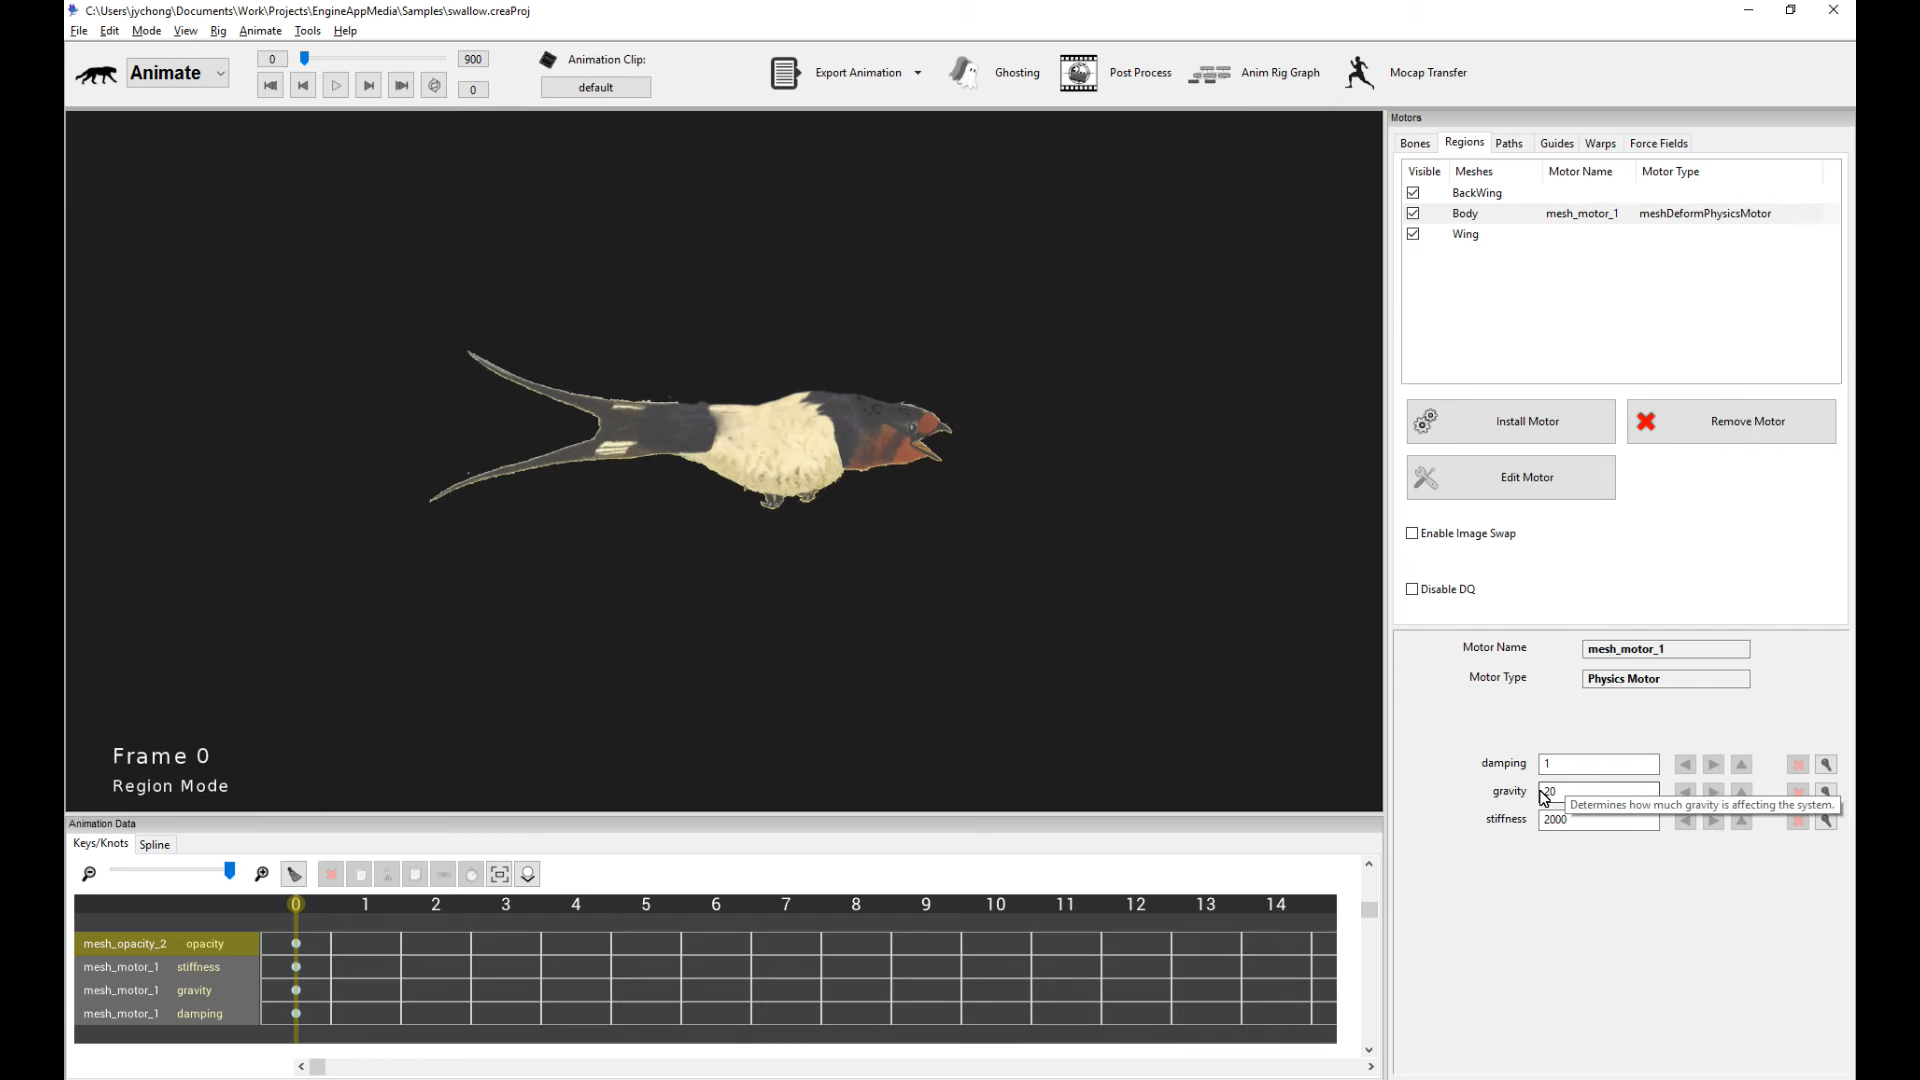 C:\Users\jychong\Documents\Work\Projects\EngineAppMedia\Samples\swallow.creaProj
File Edit Mode View Rig Animate Tools Help
Animate
0
900
0
Animation Clip:
default
Export Animation
Ghosting
Post Process
Anim Rig Graph
Mocap Transfer
Motors
Bones Regions Paths Guides Warps Force Fields
Visible Meshes Motor Name Motor Type
BackWing
Body mesh_motor_1 meshDeformPhysicsMotor
Wing
Install Motor
Remove Motor
Edit Motor
Enable Image Swap
Disable DQ
Motor Name mesh_motor_1
Motor Type Physics Motor
damping 1
gravity 20
Determines how much gravity is affecting the system.
stiffness 2000
Frame 0
Region Mode
Animation Data
Keys/Knots Spline
0 1 2 3 4 5 6 7 8 9 10 11 12 13 14
mesh_opacity_2 opacity
mesh_motor_1 stiffness
mesh_motor_1 gravity
mesh_motor_1 damping